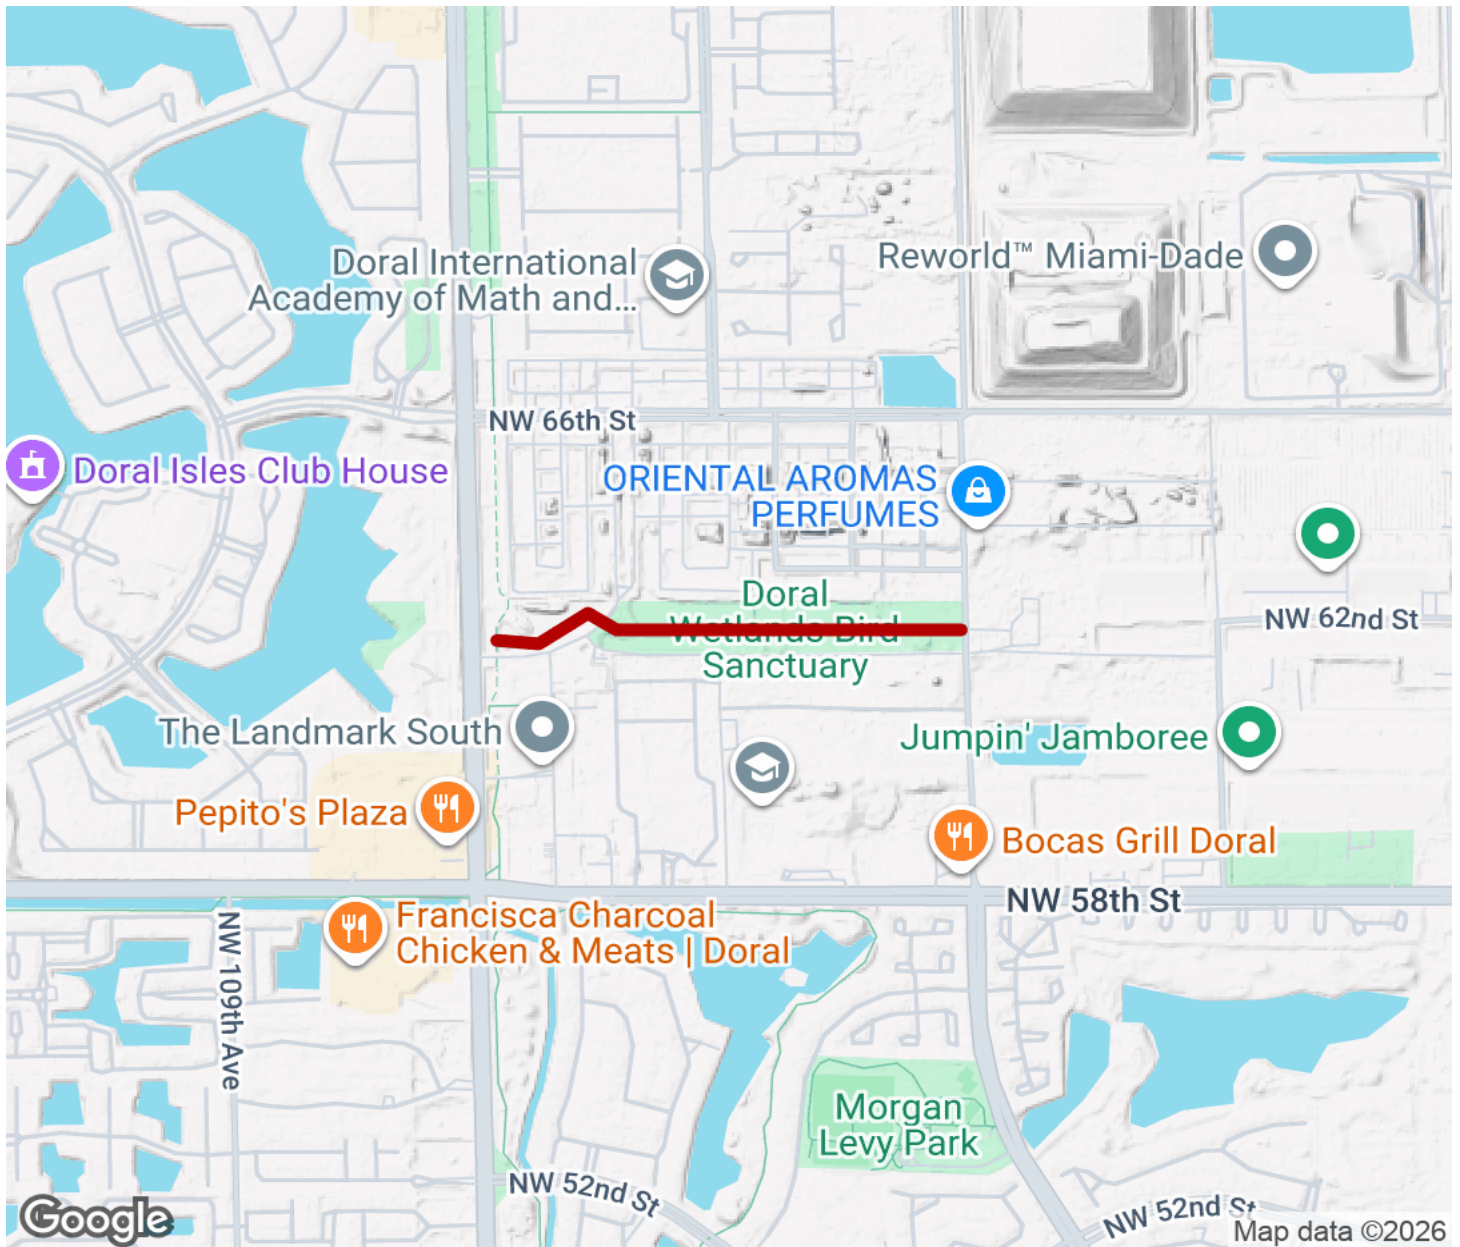 Doral International
Academy of Math and...
Reworld™ Miami-Dade
NW 66th St
Doral Isles Club House
ORIENTAL AROMAS
PERFUMES
Doral
Wetlands Bird
Sanctuary
NW 62nd St
The Landmark South
Jumpin' Jamboree
Pepito's Plaza
Bocas Grill Doral
NW 58th St
Francisca Charcoal
Chicken & Meats | Doral
NW 109th Ave
Morgan
Levy Park
NW 52nd St
NW 52nd St
Google
Map data ©2026